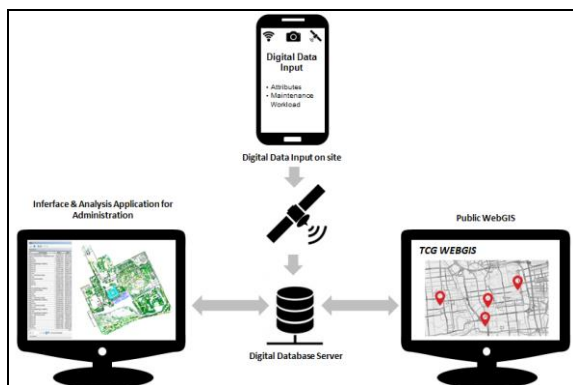 Digital Data
Input
• Attributes
• Maintenance
Workload
Digital Data Input on site
Inferface & Analysis Application for
Administration
Public WebGIS
TCG WEBGIS
Digital Database Server